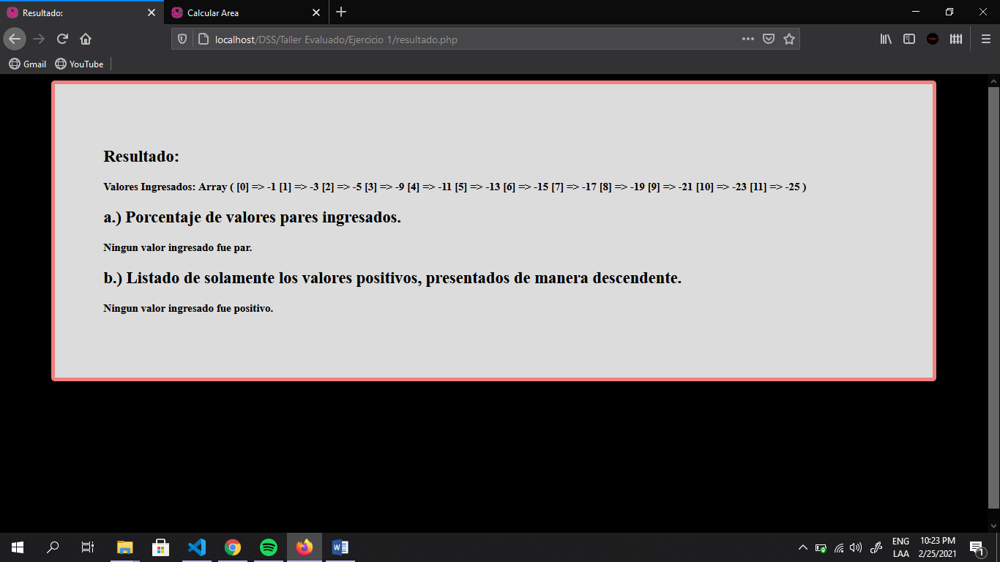 Resultado:
Calcular Area
localhost/DSS/Taller Evaluado/Ejercicio 1/resultado.php
Gmail
YouTube
Resultado:
Valores Ingresados: Array ( [0] => -1 [1] => -3 [2] => -5 [3] => -9 [4] => -11 [5] => -13 [6] => -15 [7] => -17 [8] => -19 [9] => -21 [10] => -23 [11] => -25 )
a.) Porcentaje de valores pares ingresados.
Ningun valor ingresado fue par.
b.) Listado de solamente los valores positivos, presentados de manera descendente.
Ningun valor ingresado fue positivo.
ENG
LAA
10:23 PM
2/25/2021
1